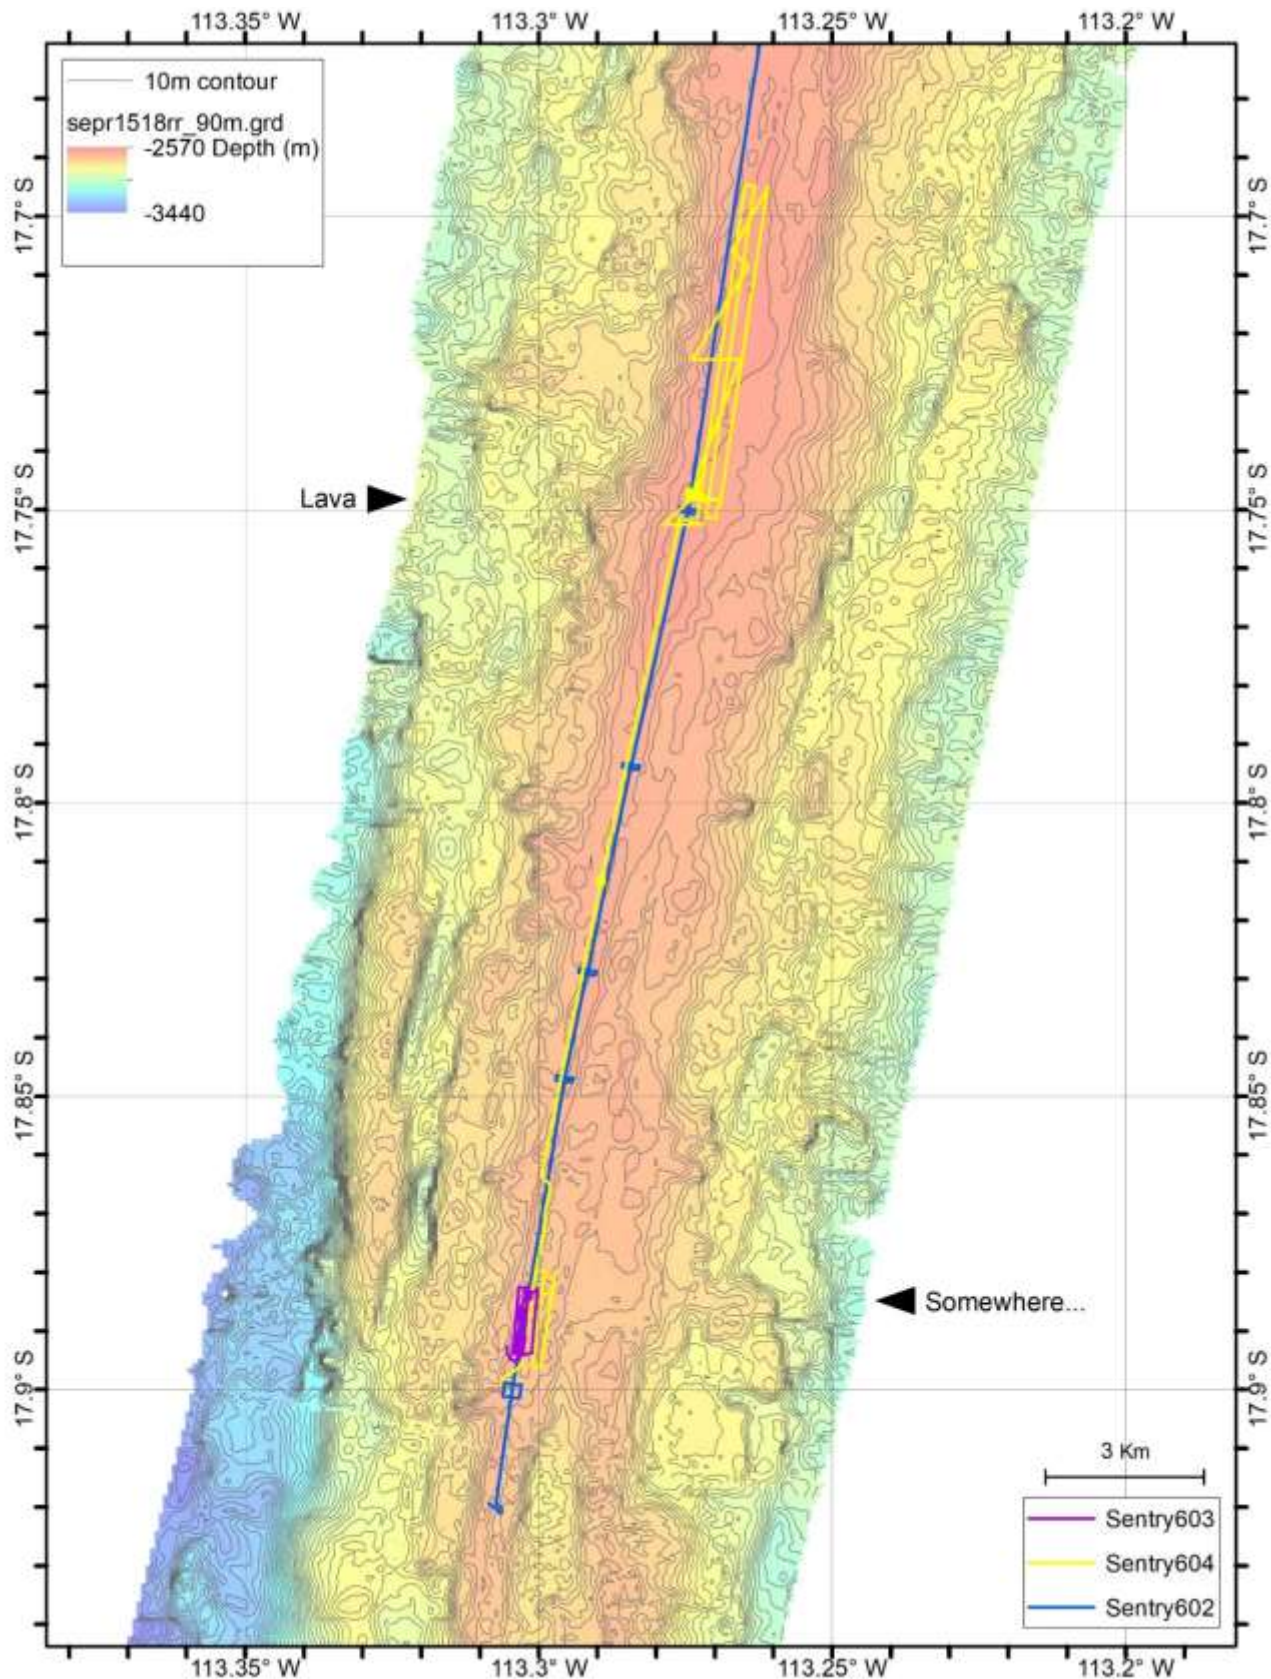 113.35° W 113.3° W 113.25° W 113.2° W
10m contour
sepr1518rr_90m.grd
-2570 Depth (m)
-3440
17.7° S 17.7° S
Lava
17.75° S 17.75° S
17.8° S 17.8° S
17.85° S 17.85° S
Somewhere...
17.9° S 17.9° S
3 Km
Sentry603
Sentry604
Sentry602
113.35° W 113.3° W 113.25° W 113.2° W